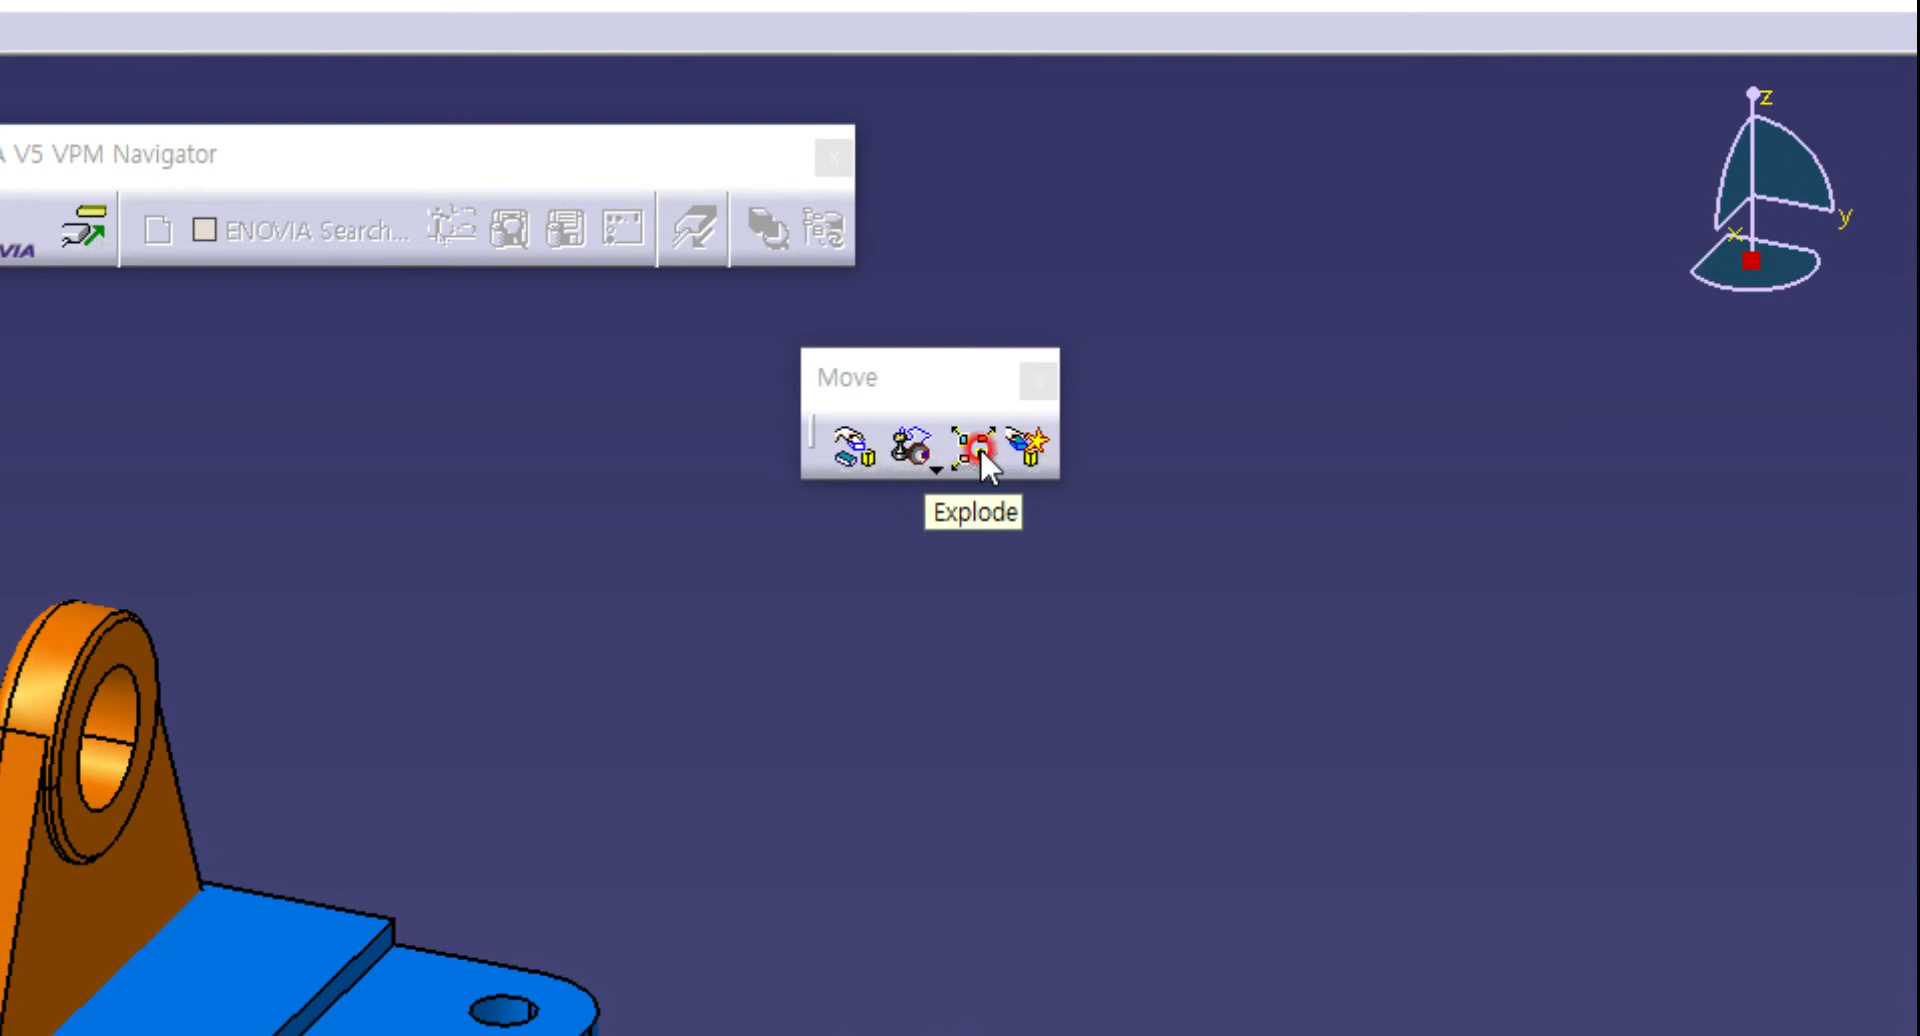 A V5 VPM Navigator
VIA
ENOVIA Search...
z
y
x
Move
Explode